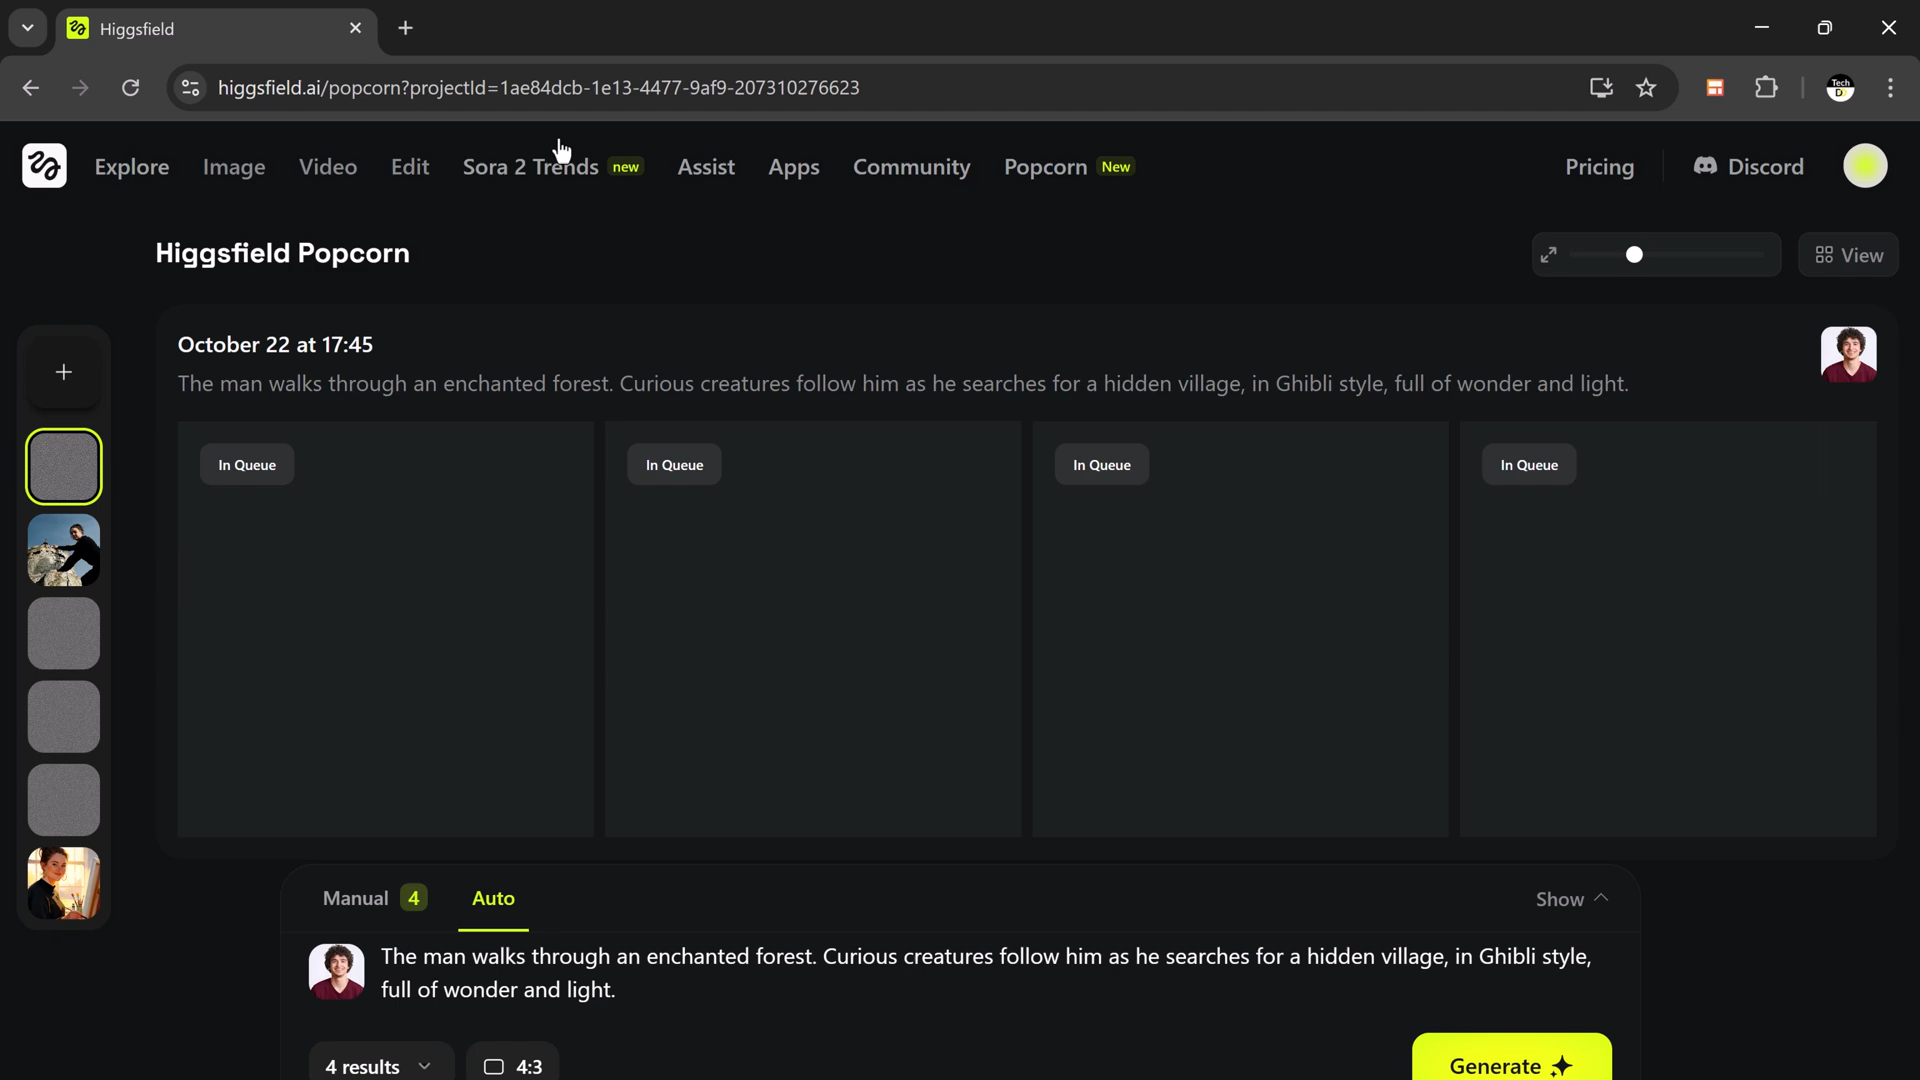 Higgsfield
higgsfield.ai/popcorn?projectId=1ae84dcb-1e13-4477-9af9-207310276623
Tech
D
Explore Image Video Edit Sora 2 Trends new Assist Apps Community Popcorn New Pricing Discord
Higgsfield Popcorn
View
October 22 at 17:45
The man walks through an enchanted forest. Curious creatures follow him as he searches for a hidden village, in Ghibli style, full of wonder and light.
In Queue In Queue In Queue In Queue
Manual 4 Auto Show
The man walks through an enchanted forest. Curious creatures follow him as he searches for a hidden village, in Ghibli style,
full of wonder and light.
4 results 4:3 Generate